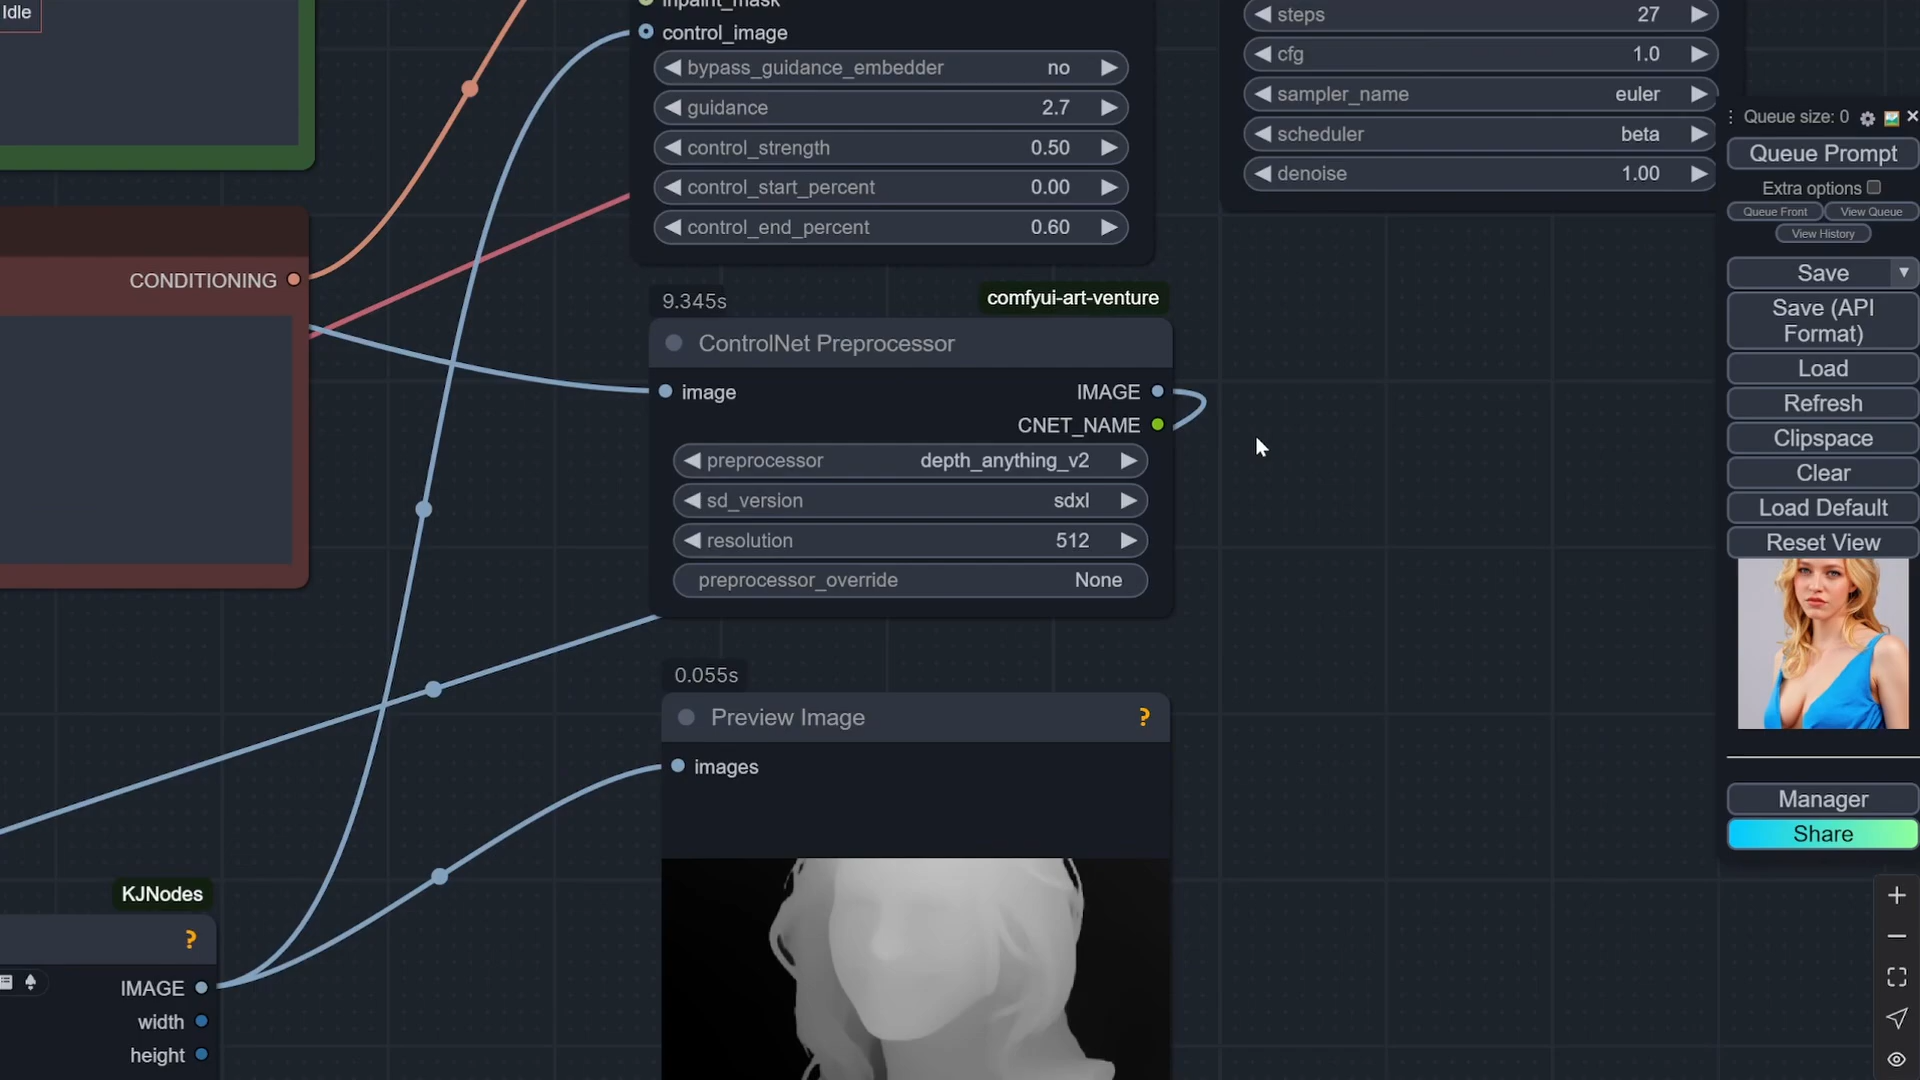 Idle
inpaint_mask
control_image
bypass_guidance_embedder no
guidance 2.7
control_strength 0.50
control_start_percent 0.00
control_end_percent 0.60
steps 27
cfg 1.0
sampler_name euler
scheduler beta
denoise 1.00
CONDITIONING
9.345s
comfyui-art-venture
ControlNet Preprocessor
image IMAGE
CNET_NAME
preprocessor depth_anything_v2
sd_version sdxl
resolution 512
preprocessor_override None
0.055s
Preview Image ?
images
KJNodes
?
IMAGE
width
height
Queue size: 0
Queue Prompt
Extra options
Queue Front View Queue
View History
Save
Save (API
Format)
Load
Refresh
Clipspace
Clear
Load Default
Reset View
Manager
Share